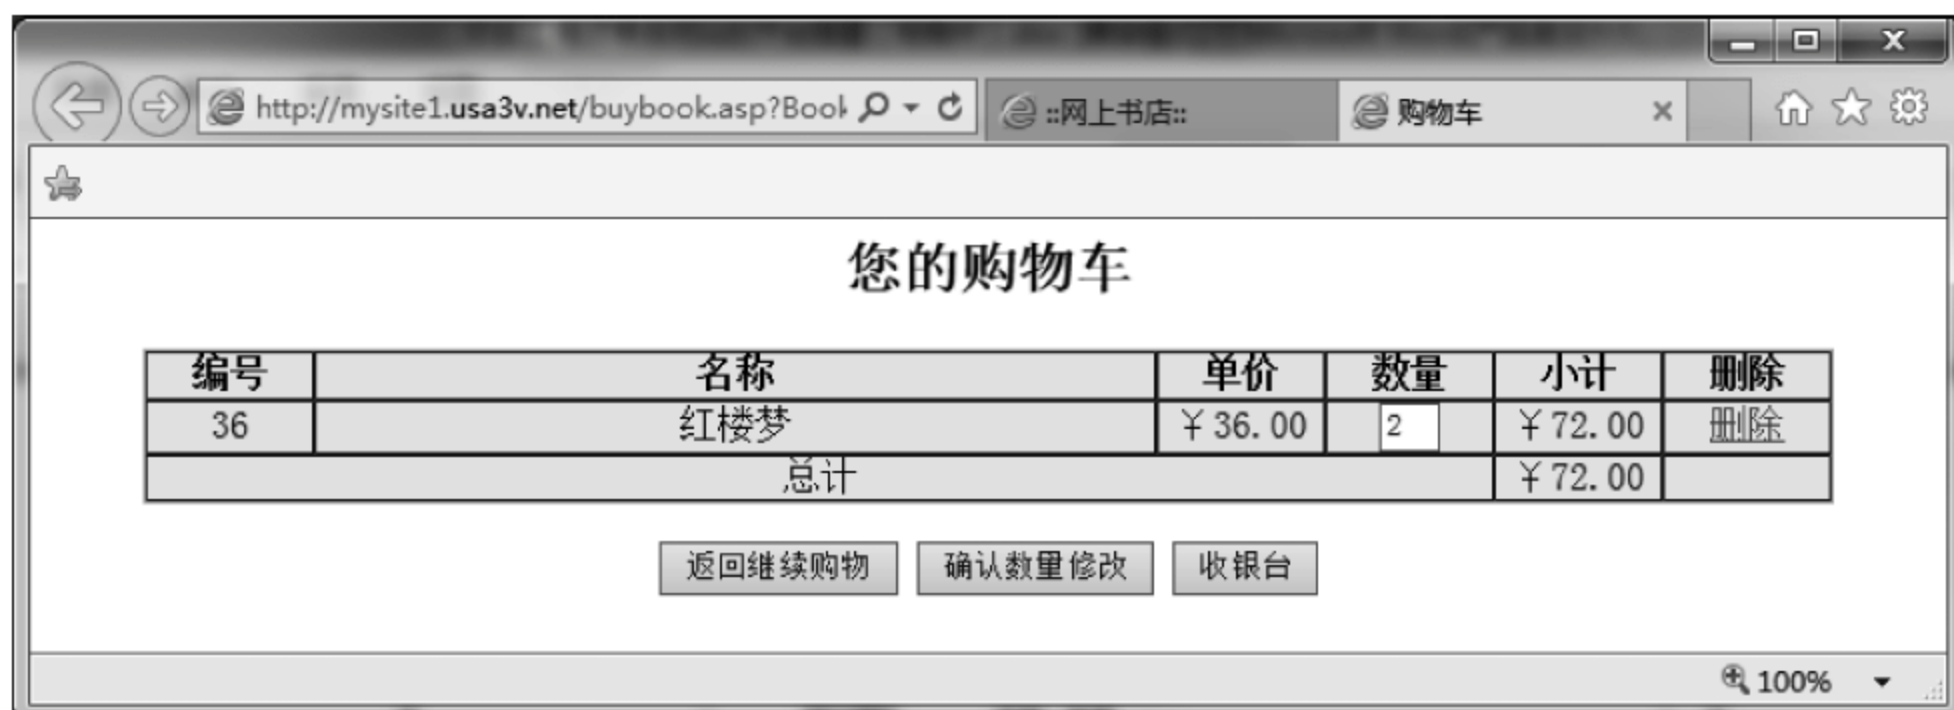 http://mysite1.usa3v.net/buybook.asp?Book ::网上书店:: 购物车
您的购物车
编号 名称 单价 数量 小计 删除
36 红楼梦 ￥36.00 2 ￥72.00 删除
总计 ￥72.00
返回继续购物 确认数量修改 收银台
100%